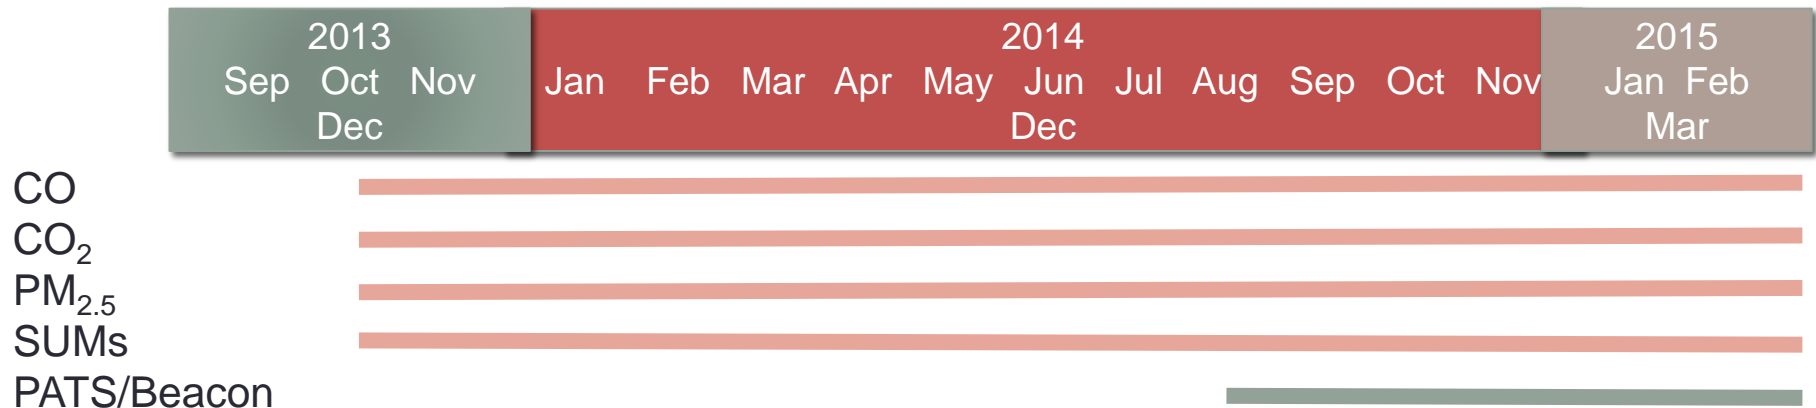 2013
Sep Oct Nov
Dec
2014
Jan Feb Mar Apr May Jun Jul Aug Sep Oct Nov
Dec
2015
Jan Feb
Mar
CO
CO₂
PM₂.₅
SUMs
PATS/Beacon